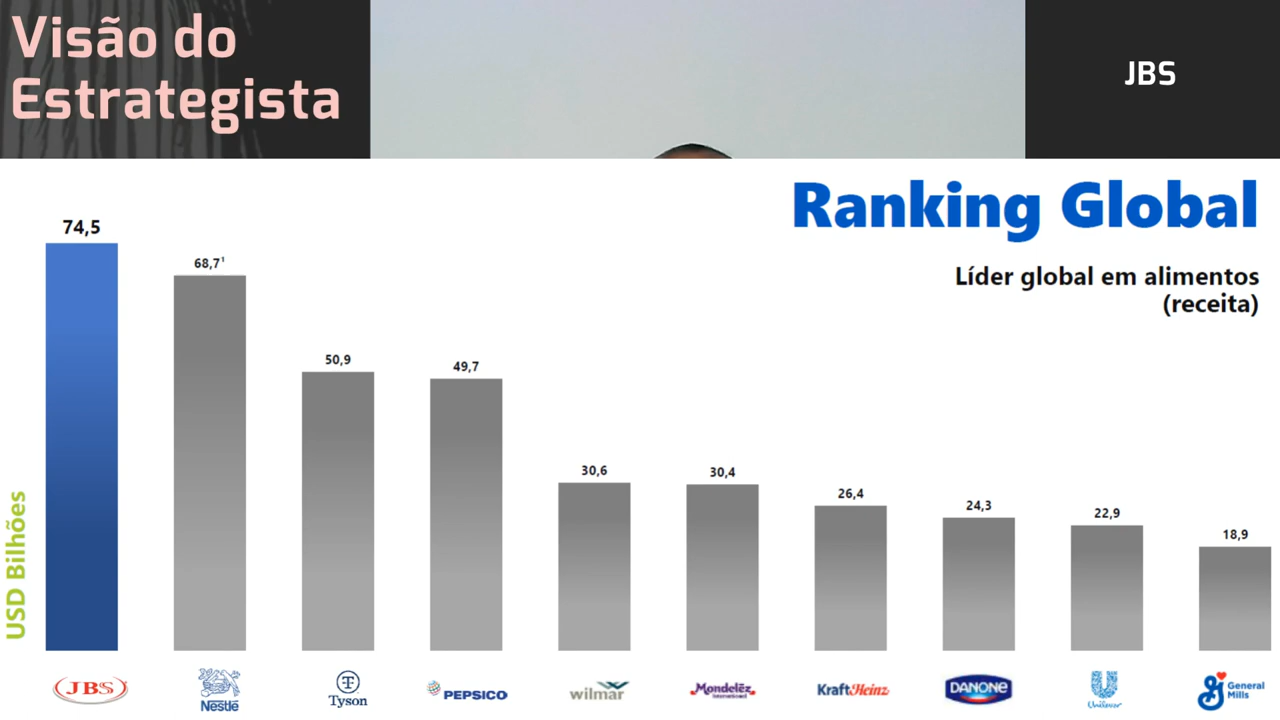 Visão do
Estrategista
JBS
Ranking Global
Líder global em alimentos
(receita)
USD Bilhões
74,5
68,7¹
50,9
49,7
30,6
30,4
26,4
24,3
22,9
18,9
JBS
Nestlé
Tyson
PEPSICO
wilmar
Mondelēz
International
KraftHeinz
DANONE
Unilever
General
Mills